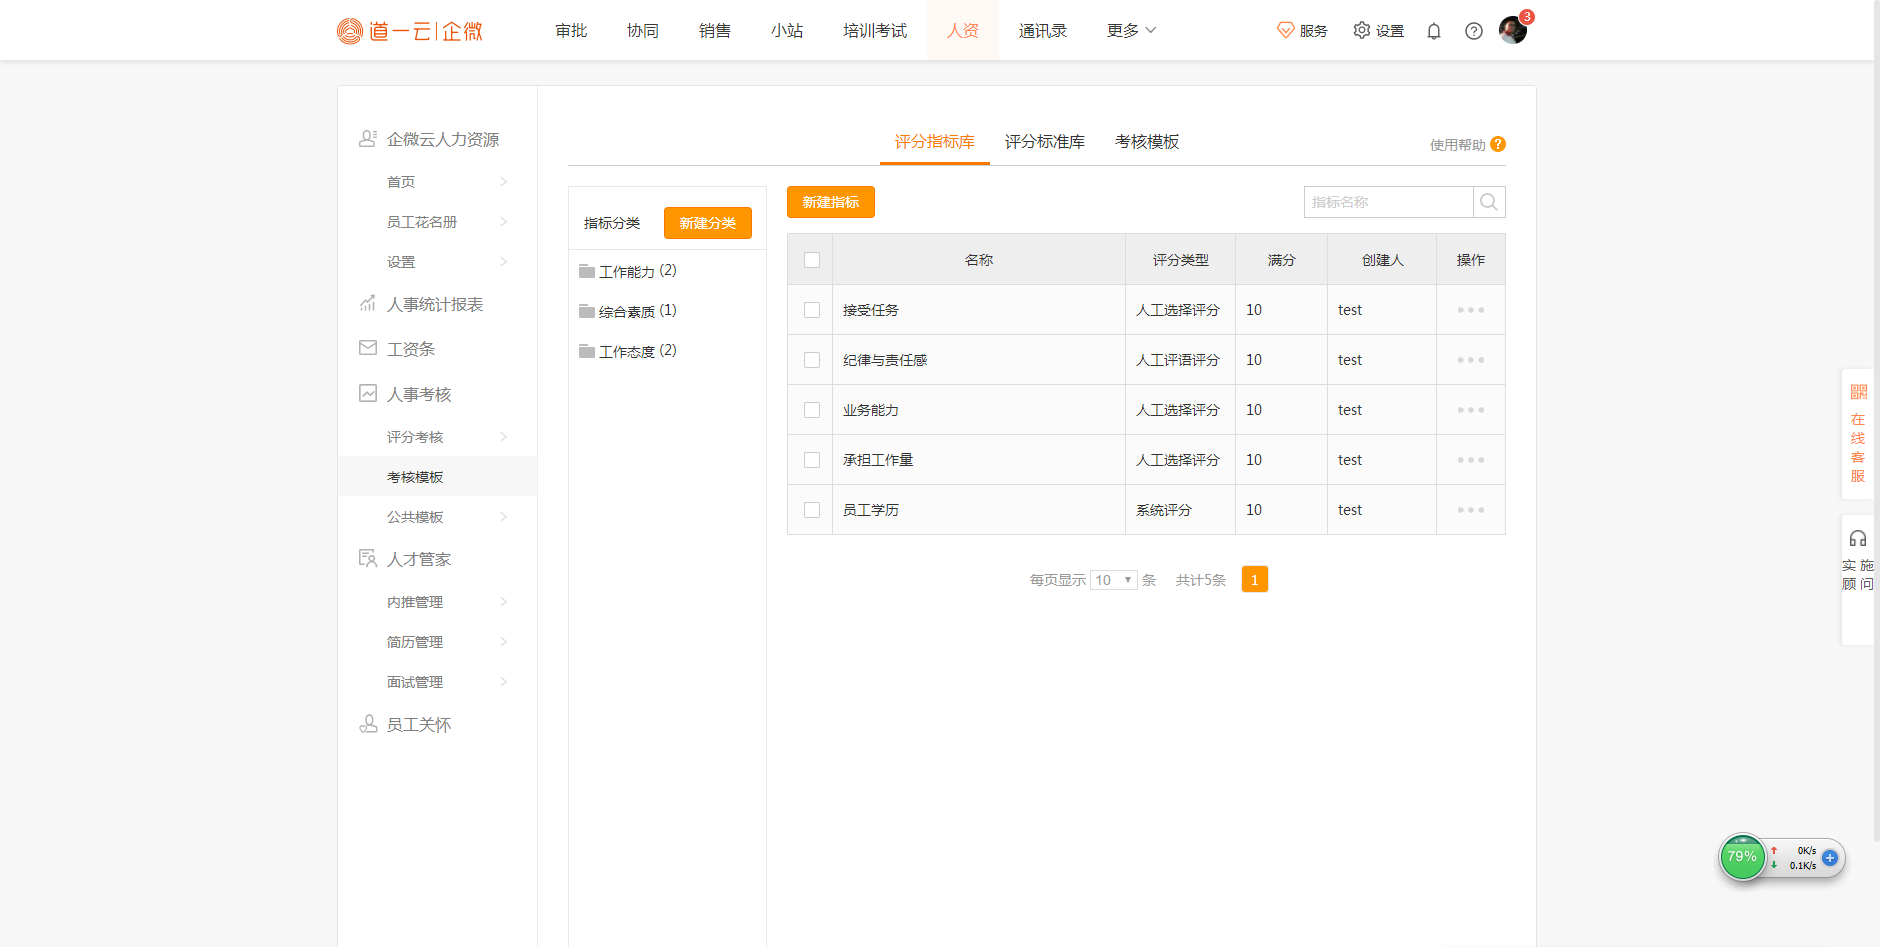 道一云|企微 审批 协同 销售 小站 培训考试 人资 通讯录 更多 服务 设置 3
企微云人力资源
首页
员工花名册
设置
人事统计报表
工资条
人事考核
评分考核
考核模板
公共模板
人才管家
内推管理
简历管理
面试管理
员工关怀
评分指标库 评分标准库 考核模板 使用帮助 ?
指标分类 新建分类
工作能力 (2)
综合素质 (1)
工作态度 (2)
新建指标 指标名称
名称 评分类型 满分 创建人 操作
接受任务 人工选择评分 10 test
纪律与责任感 人工评语评分 10 test
业务能力 人工选择评分 10 test
承担工作量 人工选择评分 10 test
员工学历 系统评分 10 test
每页显示 10 条 共计5条 1
在
线
客
服
实 施
顾 问
79% 0K/s
0.1K/s